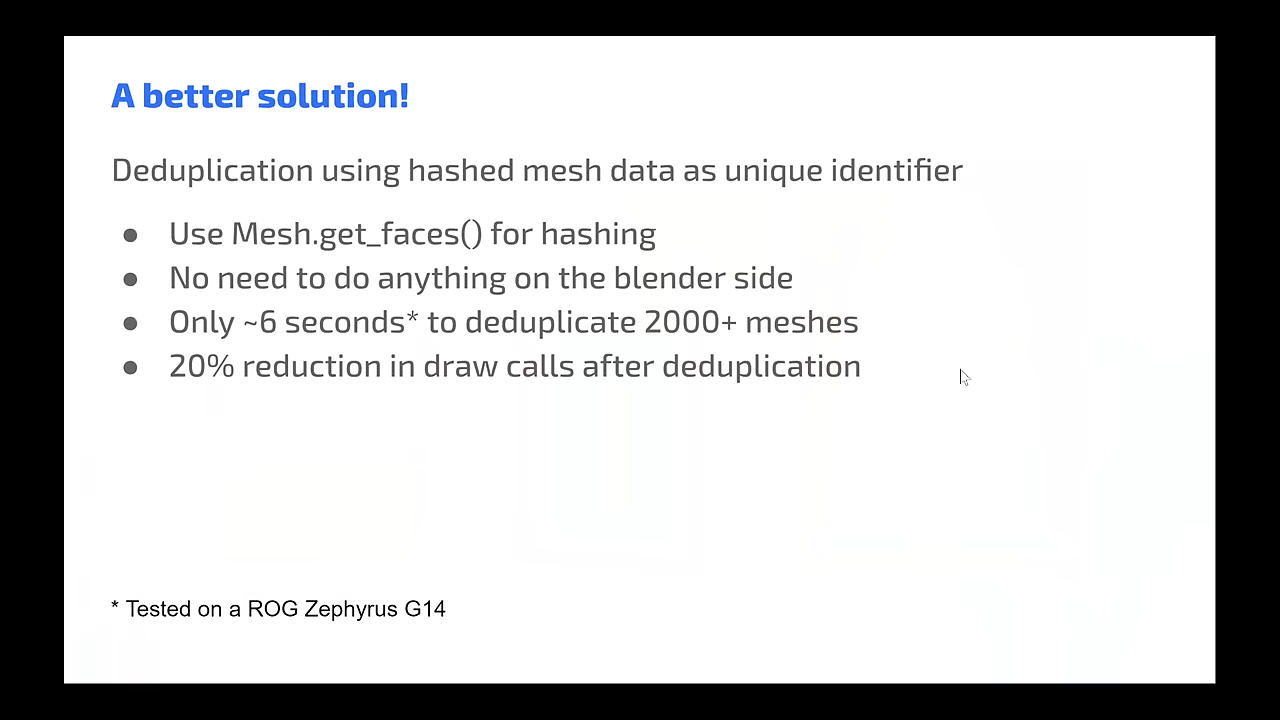 A better solution!
Deduplication using hashed mesh data as unique identifier
● Use Mesh.get_faces() for hashing
● No need to do anything on the blender side
● Only ~6 seconds* to deduplicate 2000+ meshes
● 20% reduction in draw calls after deduplication
* Tested on a ROG Zephyrus G14